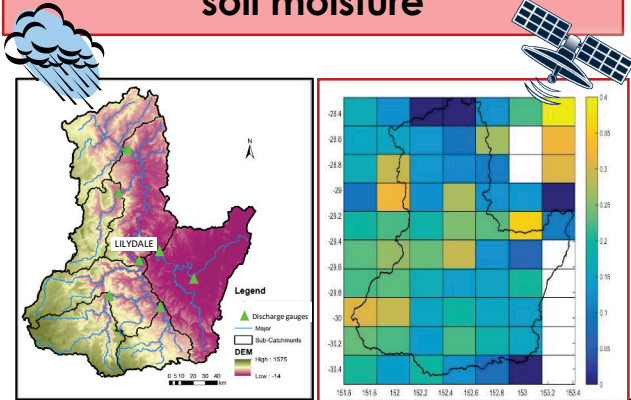 soil moisture
N
LILYDALE
Legend
Discharge gauges
Major
Sub-Catchments
DEM
High : 1575
Low : -14
0 5 10 20 30 40
km
-28.4
-28.6
-28.8
-29
-29.2
-29.4
-29.6
-29.8
-30
-30.2
-31.2
-31.4
151.6 151.8 152 152.2 152.4 152.6 152.8 153 153.2 153.4
0.4
0.35
0.3
0.25
0.2
0.15
0.1
0.05
0